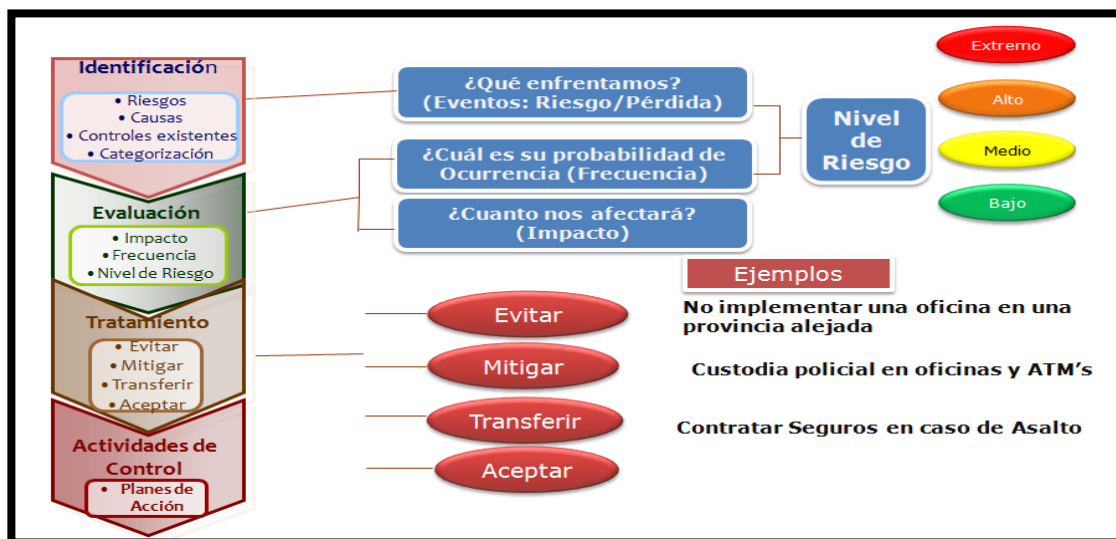 Identificación
• Riesgos
• Causas
• Controles existentes
• Categorización
Evaluación
• Impacto
• Frecuencia
• Nivel de Riesgo
Tratamiento
• Evitar
• Mitigar
• Transferir
• Aceptar
Actividades de
Control
• Planes de
Acción
¿Qué enfrentamos?
(Eventos: Riesgo/Pérdida)
¿Cuál es su probabilidad de
Ocurrencia (Frecuencia)
¿Cuanto nos afectará?
(Impacto)
Nivel
de
Riesgo
Extremo
Alto
Medio
Bajo
Ejemplos
Evitar
No implementar una oficina en una
provincia alejada
Mitigar
Custodia policial en oficinas y ATM’s
Transferir
Contratar Seguros en caso de Asalto
Aceptar